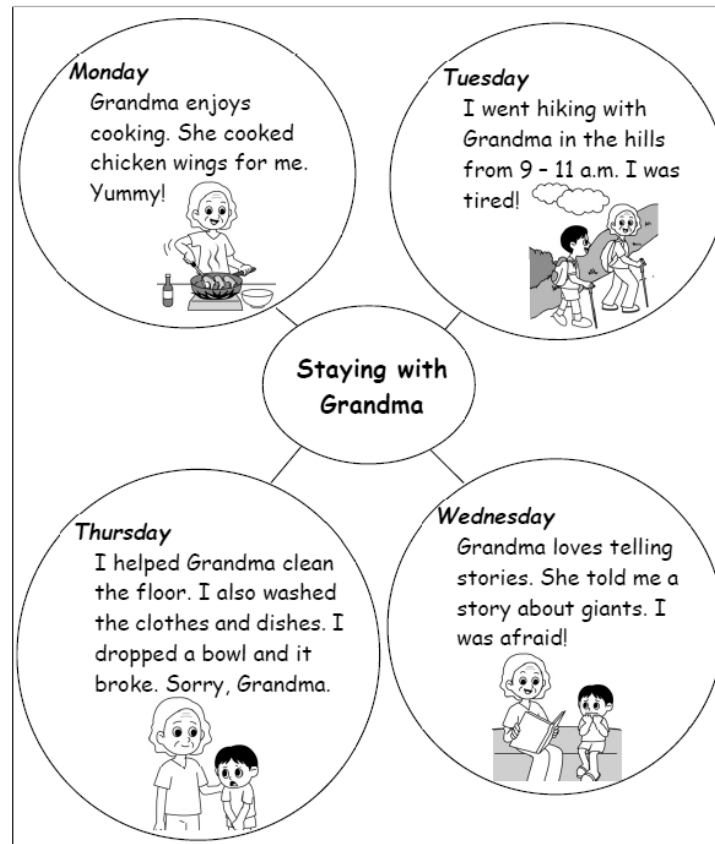 Monday
Grandma enjoys
cooking. She cooked
chicken wings for me.
Yummy!
Tuesday
I went hiking with
Grandma in the hills
from 9 – 11 a.m. I was
tired!
Staying with
Grandma
Thursday
I helped Grandma clean
the floor. I also washed
the clothes and dishes. I
dropped a bowl and it
broke. Sorry, Grandma.
Wednesday
Grandma loves telling
stories. She told me a
story about giants. I
was afraid!